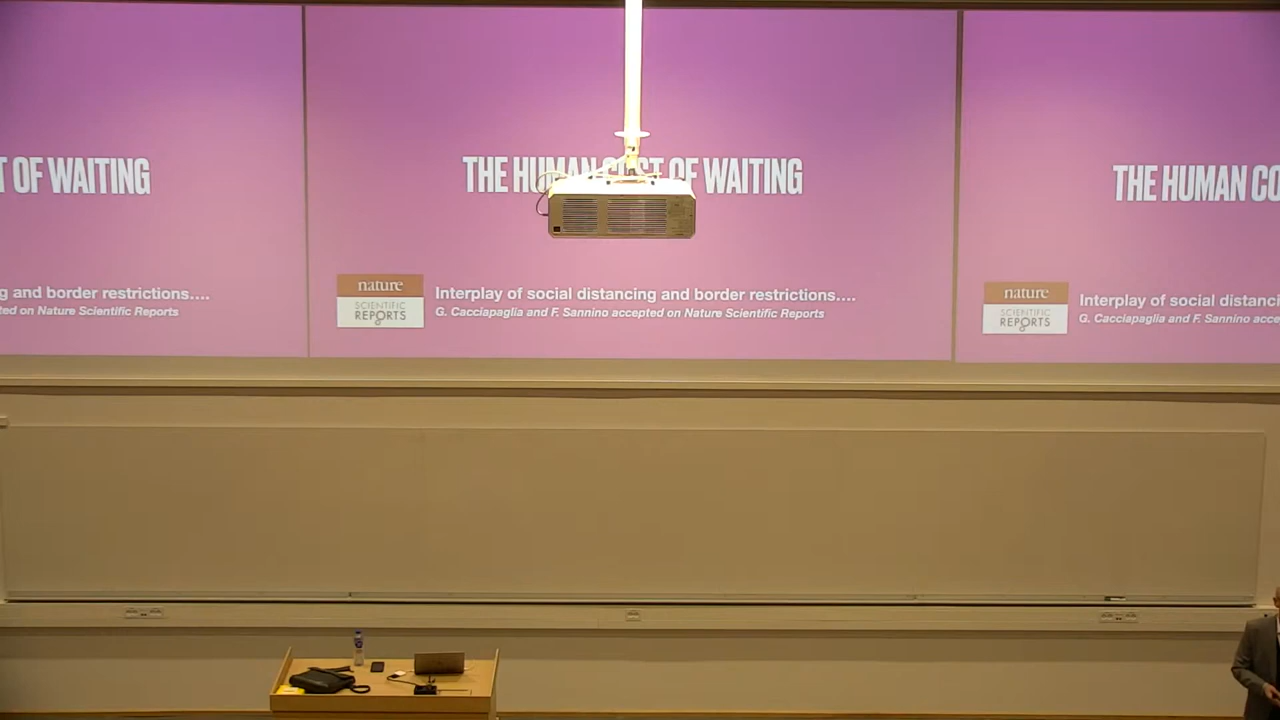 T OF WAITING
g and border restrictions....
ted on Nature Scientific Reports
THE HUMAN COST OF WAITING
nature
SCIENTIFIC
REPORTS
Interplay of social distancing and border restrictions....
G. Cacciapaglia and F. Sannino accepted on Nature Scientific Reports
THE HUMAN CO
nature
SCIENTIFIC
REPORTS
Interplay of social distanci
G. Cacciapaglia and F. Sannino acce